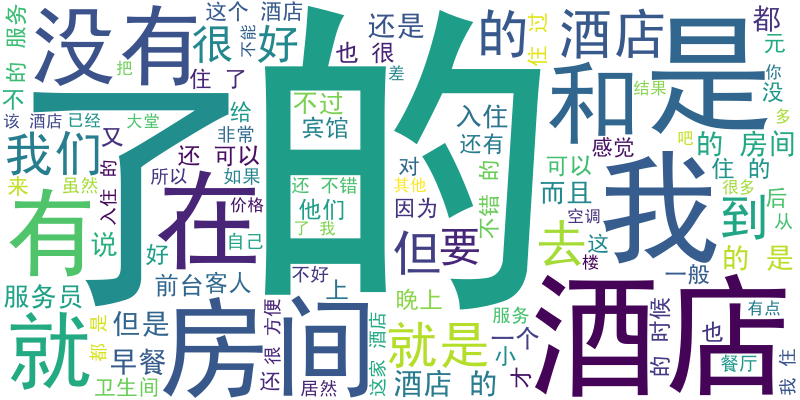 不的 服务
没有
这个 酒店
很好
不能
也 很
还是
的
住 过
酒店
都
元
把
住 了
差
你
没
结果
该 酒店
已经
大堂
了
给
的
不过
宾馆
入住
还有
和
是
多
吧
我们
又
非常
感觉
的 房间
来
虽然
入住 的
还 可以
所以
如果
还 不错
对
其他
不错 的
可以
而且
我
住 的
很多
有
在
价格
他们
因为
了 我
自己
空调
到
后
从
说
好
但
要
去
这
楼
的 是
服务员
前台
客人
不好
上
晚上
一般
就
但是
都 是
早餐
卫生间
房间
还
很 方便
居然
这家 酒店
就是
服务
一个
小
才
酒店 的
酒店
的 时候
也
有点
餐厅
我 住